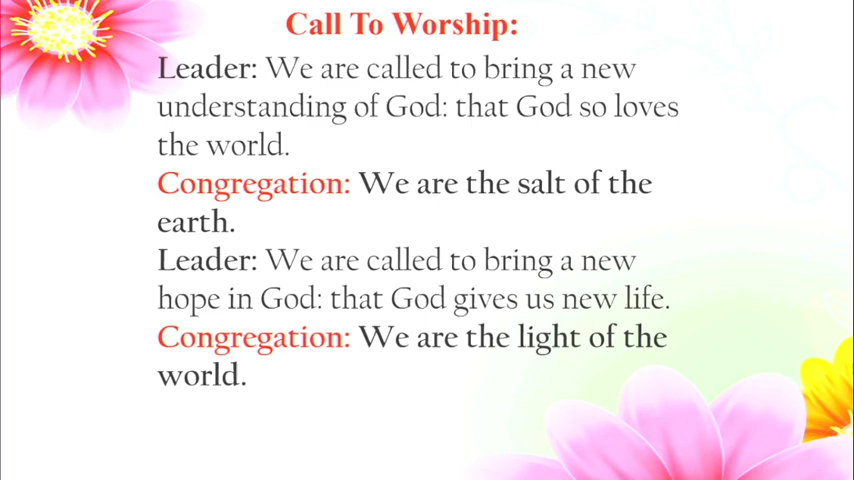 Call To Worship:
Leader: We are called to bring a new
understanding of God: that God so loves
the world.
Congregation: We are the salt of the
earth.
Leader: We are called to bring a new
hope in God: that God gives us new life.
Congregation: We are the light of the
world.